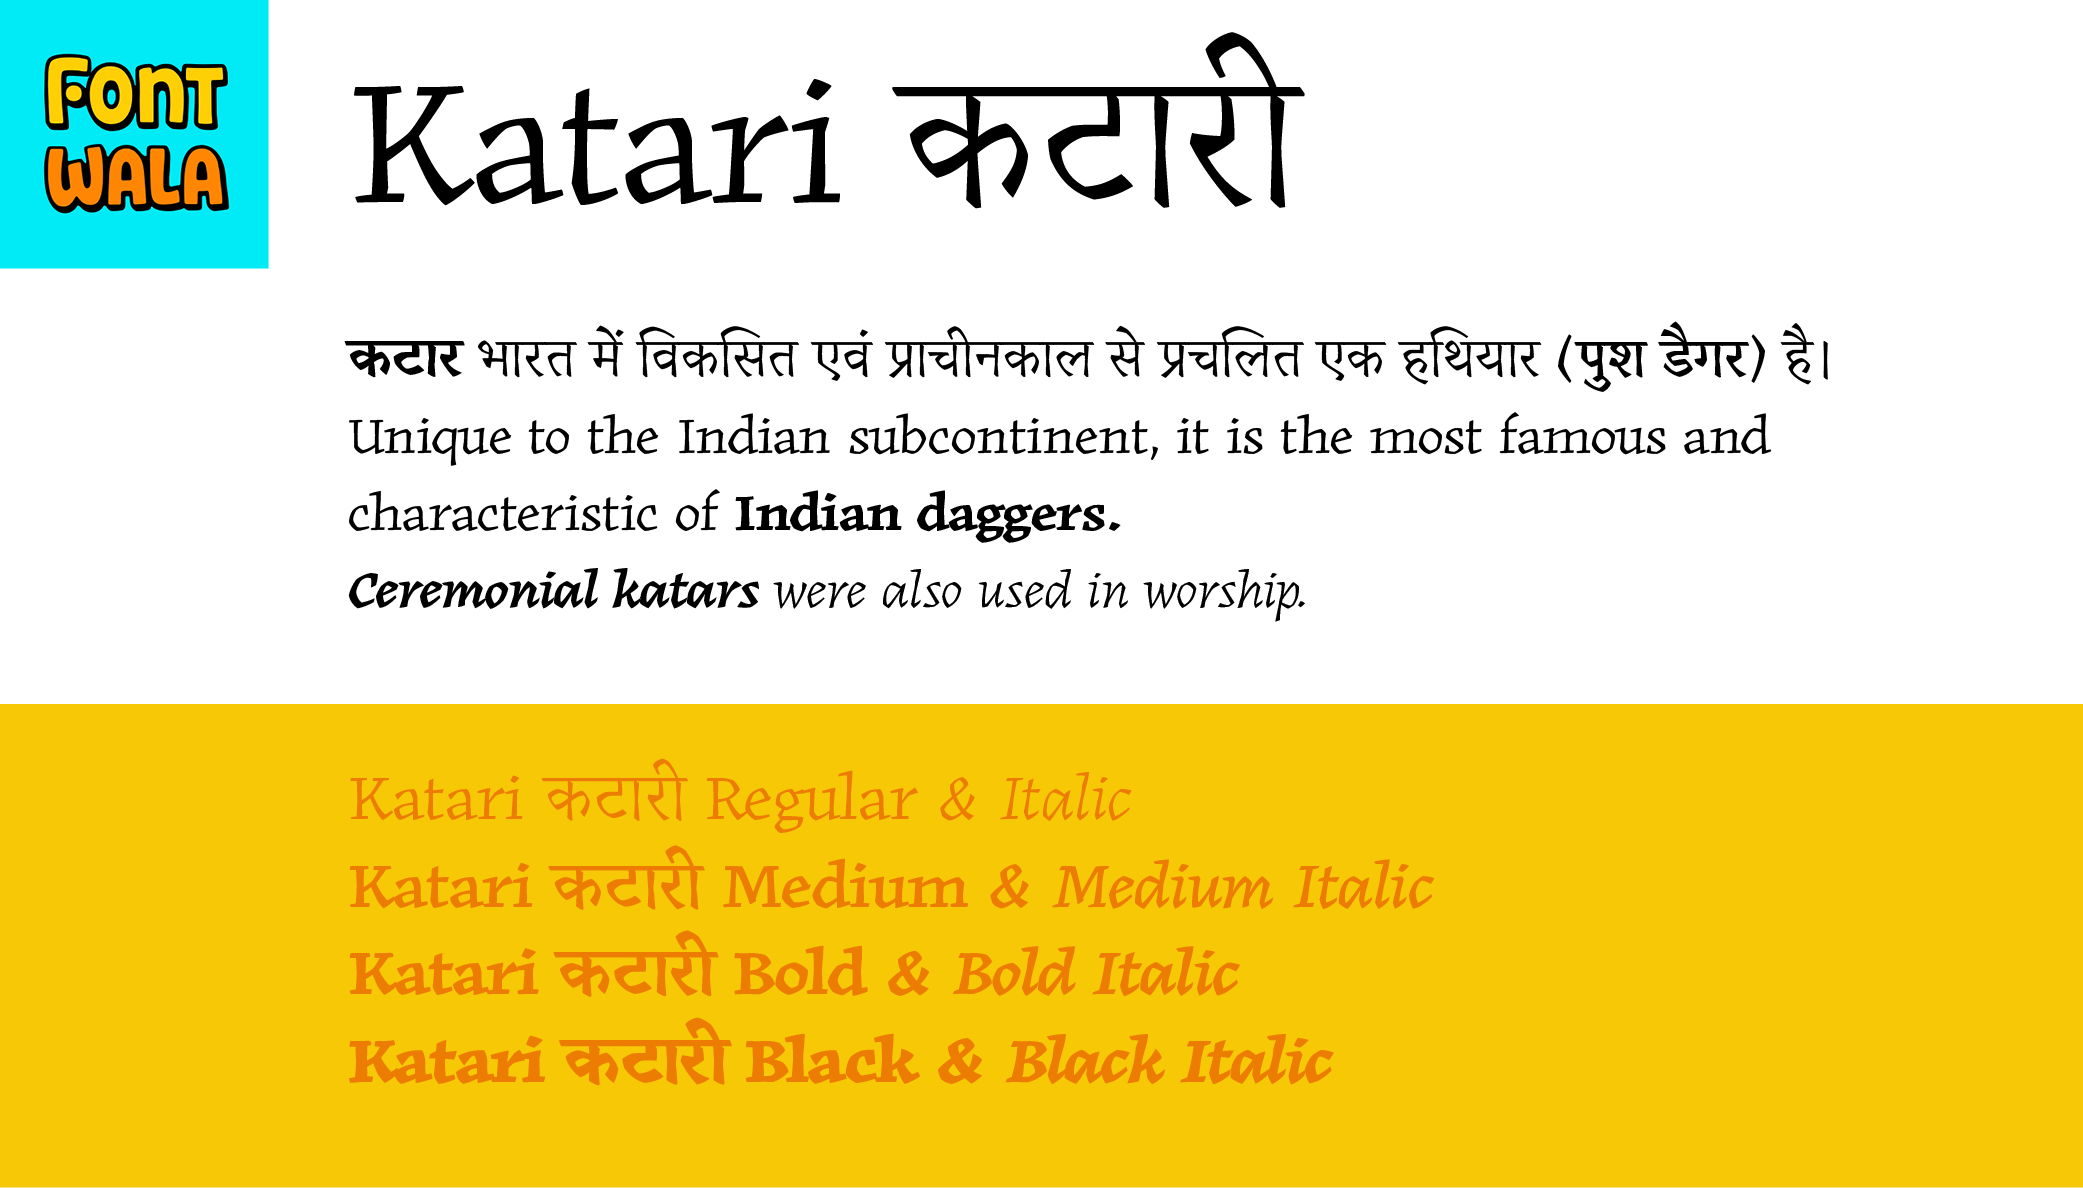 FONT
WALA
Katari कटारी
कटार भारत में विकसित एवं प्राचीनकाल से प्रचलित एक हथियार (पुश डैगर) है।
Unique to the Indian subcontinent, it is the most famous and
characteristic of Indian daggers.
Ceremonial katars were also used in worship.
Katari कटारी Regular & Italic
Katari कटारी Medium & Medium Italic
Katari कटारी Bold & Bold Italic
Katari कटारी Black & Black Italic